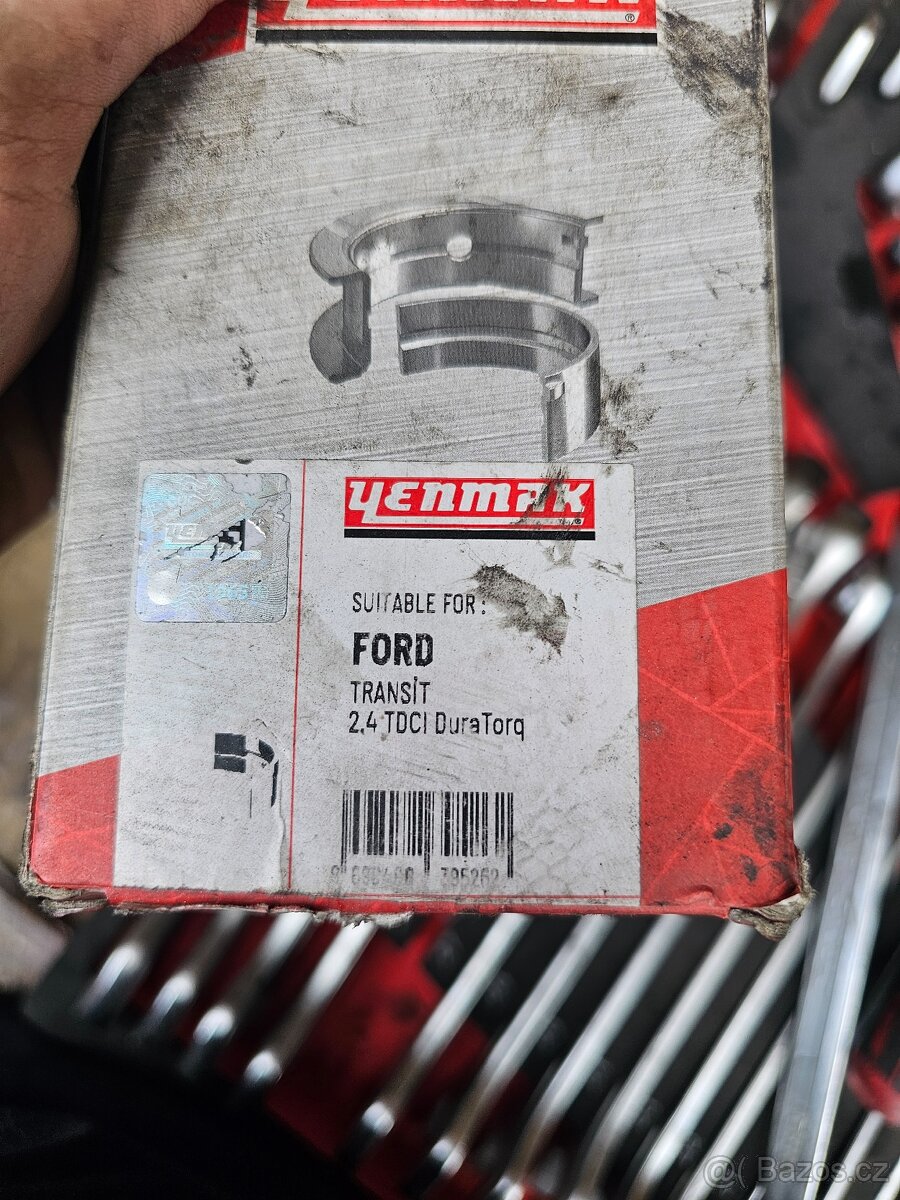 YENMAK
SUITABLE FOR :
FORD
TRANSİT
2.4 TDCI DuraTorq
@( Bazos.cz